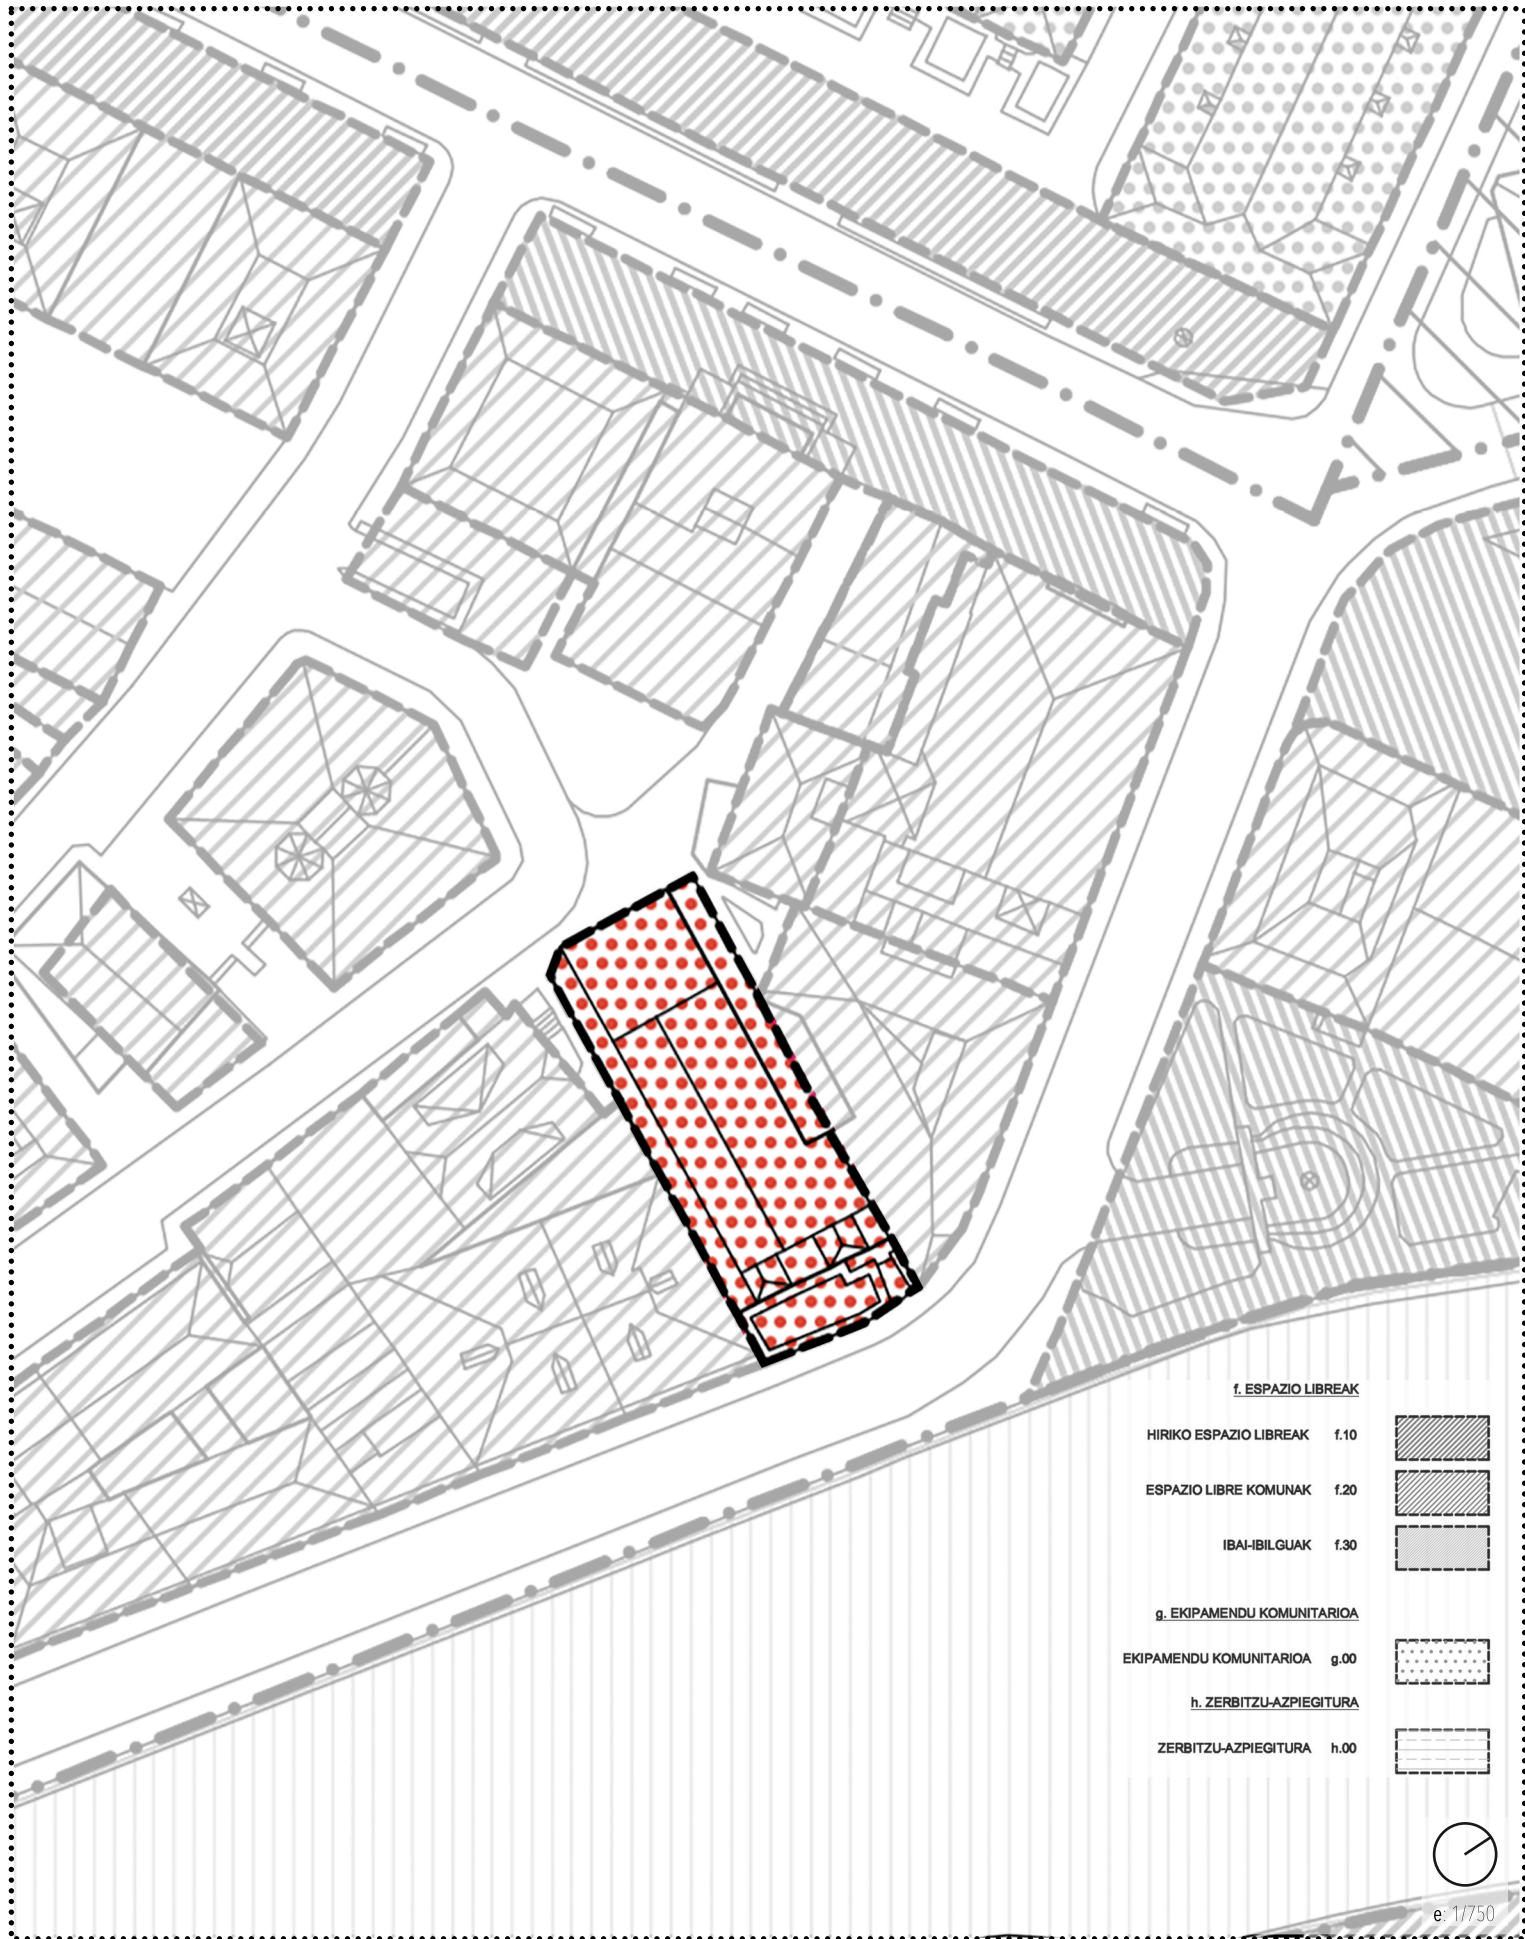 f. ESPAZIO LIBREAK
HIRIKO ESPAZIO LIBREAK f.10
ESPAZIO LIBRE KOMUNAK f.20
IBAI-IBILGUAK f.30
g. EKIPAMENDU KOMUNITARIOA
EKIPAMENDU KOMUNITARIOA g.00
h. ZERBITZU-AZPIEGITURA
ZERBITZU-AZPIEGITURA h.00
e: 1/750